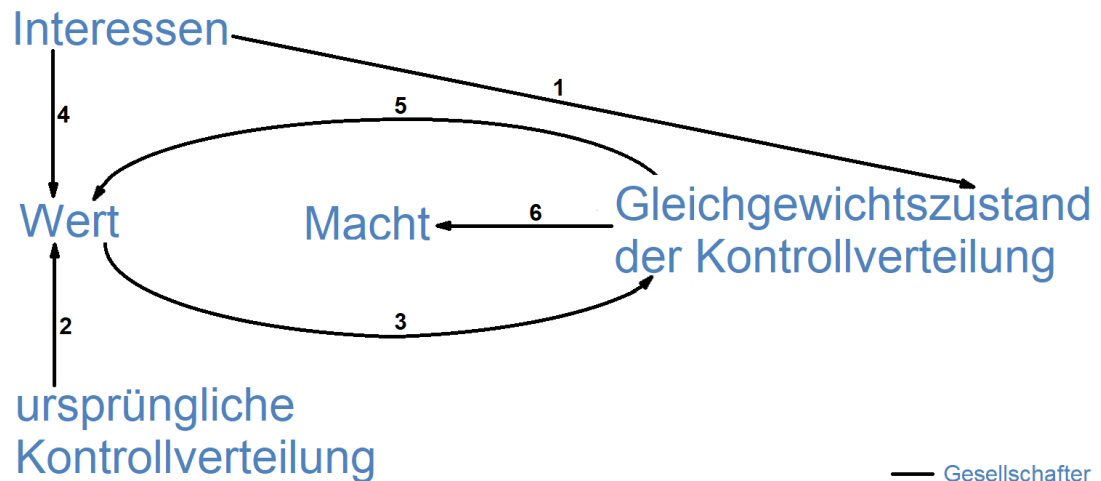 Interessen
1
4
5
Wert
Macht
6
Gleichgewichtszustand
der Kontrollverteilung
2
3
ursprüngliche
Kontrollverteilung
Gesellschafter